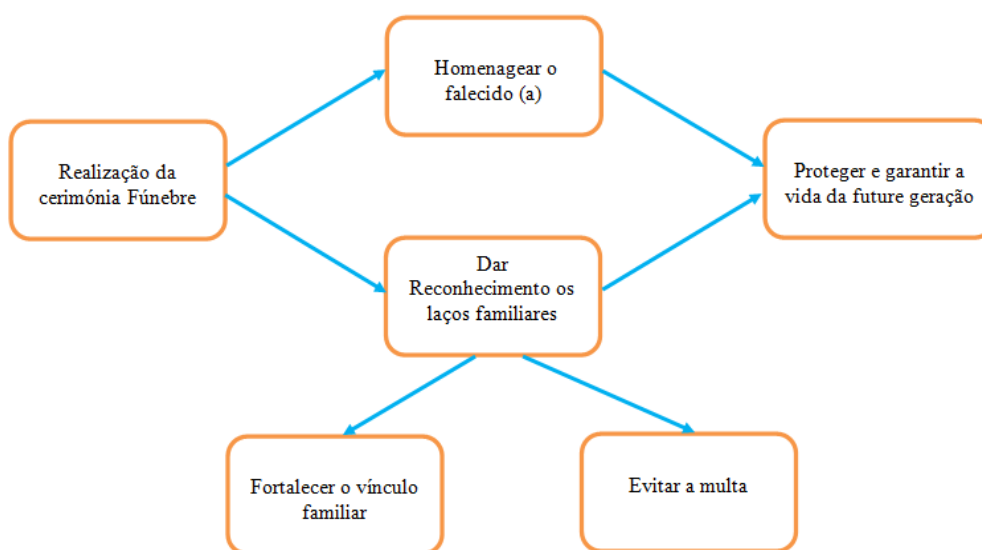 Homenagear o
falecido (a)
Realização da
cerimónia Fúnebre
Proteger e garantir a
vida da future geração
Dar
Reconhecimento os
laços familiares
Fortalecer o vínculo
familiar
Evitar a multa